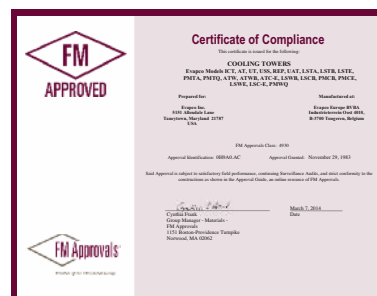 FM
APPROVED
Certificate of Compliance
This certificate is issued for the following:
COOLING TOWERS
Evapco Models ICT, AT, UT, USS, REP, UAT, LSTA, LSTB, LSTE,
PMTA, PMTQ, ATW, ATWB, ATC-E, LSWB, LSCB, PMCB, PMCE,
LSWE, LSC-E, PMWQ
Prepared for:
Evapco Inc.
5151 Allendale Lane
Taneytown, Maryland 21787
USA
Manufactured at:
Evapco Europe BVBA
Industrieterrein Oost 4010,
B-3700 Tongeren, Belgium
FM Approvals Class: 4930
Approval Identification: 0B9A0.AC Approval Granted: November 29, 1983
Said Approval is subject to satisfactory field performance, continuing Surveillance Audits, and strict conformity to the
constructions as shown in the Approval Guide, an online resource of FM Approvals.
March 7, 2014
Cynthia Frank
Date
Group Manager - Materials -
FM Approvals
1151 Boston-Providence Turnpike
Norwood, MA 02062
FM Approvals
Member of the FM Global Group